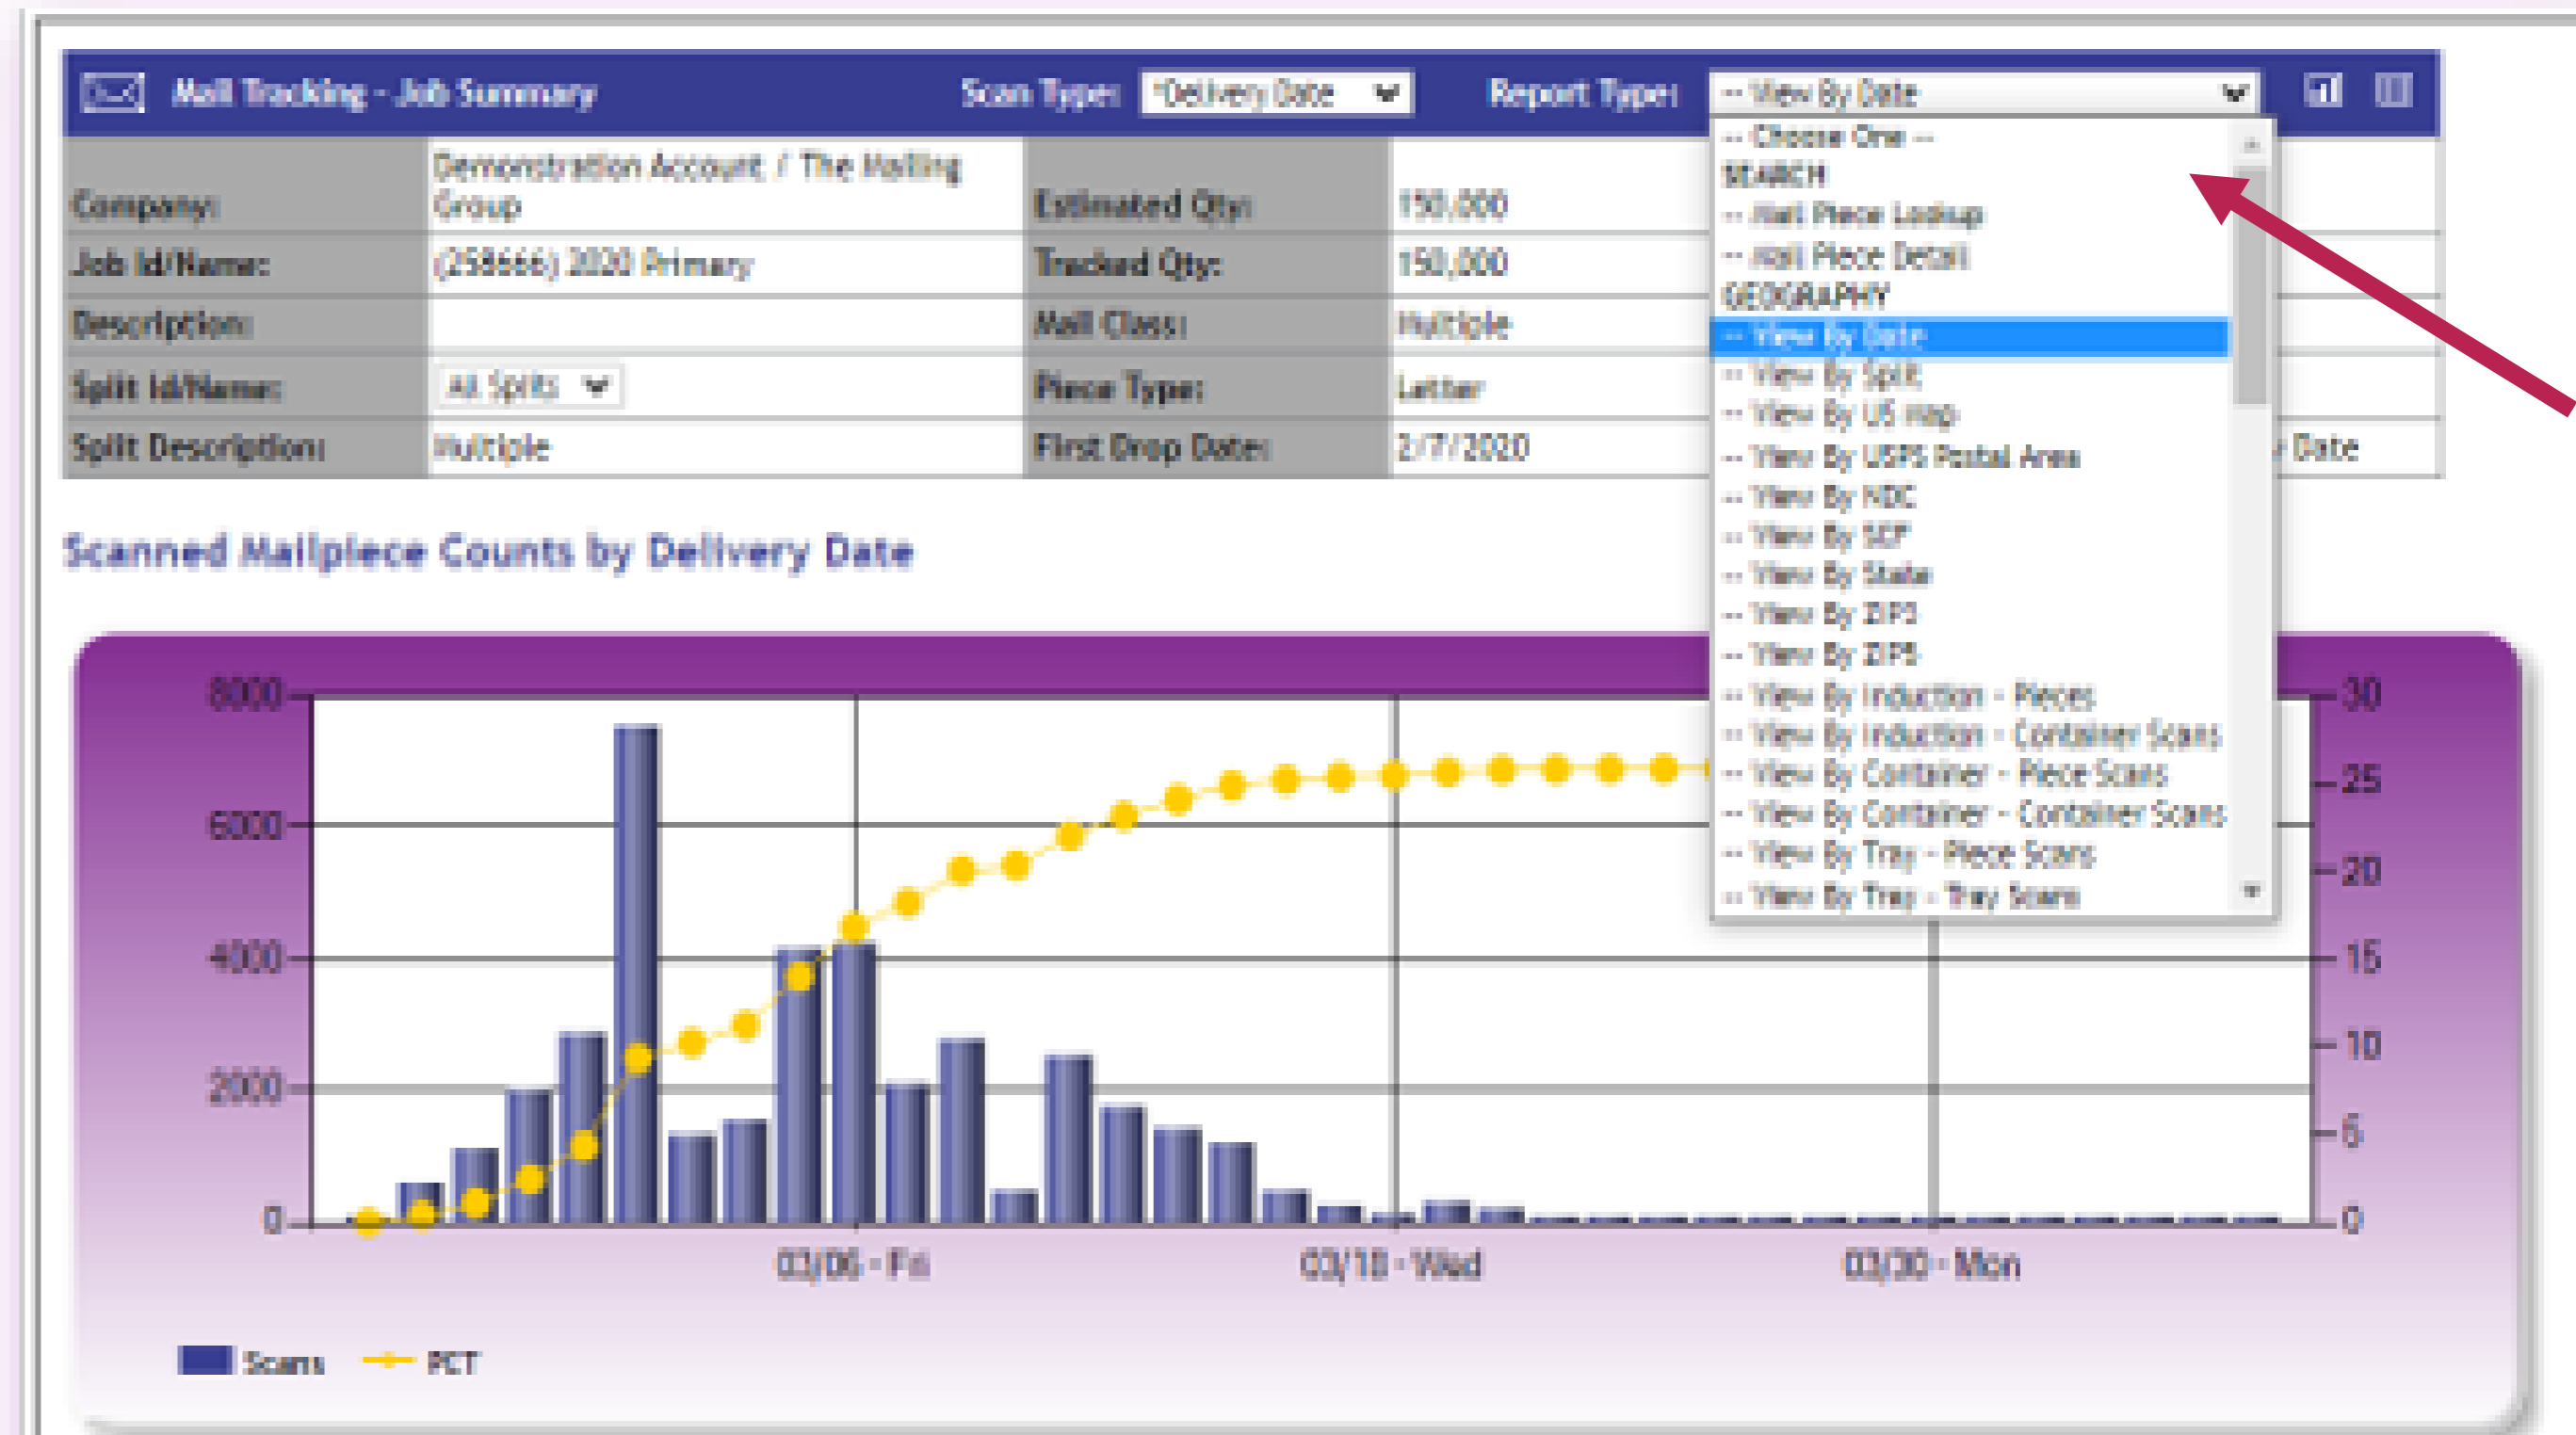 Mail Tracking - Job Summary
Scan Type: *Delivery Date
Report Type: -- View By Date
Company: Demonstration Account / The Mailing
Group
Estimated Qty: 150,000
Job Id/Name: (258666) 2020 Primary
Tracked Qty: 150,000
Description:
Mail Class: Multiple
Split Id/Name: All Splits
Piece Type: Letter
Split Description: Multiple
First Drop Date: 2/7/2020
Date
-- Choose One --
SEARCH
-- Mail Piece Lookup
-- Mail Piece Detail
GEOGRAPHY
-- View By Date
-- View By Split
-- View By US Map
-- View By USPS Postal Area
-- View By NDC
-- View By SCF
-- View By State
-- View By ZIP3
-- View By ZIP5
-- View By Induction - Pieces
-- View By Induction - Container Scans
-- View By Container - Piece Scans
-- View By Container - Container Scans
-- View By Tray - Piece Scans
-- View By Tray - Tray Scans
Scanned Mailpiece Counts by Delivery Date
8000
6000
4000
2000
0
30
25
20
15
10
5
0
03/06 - Fri
03/18 - Wed
03/30 - Mon
Scans
PCT